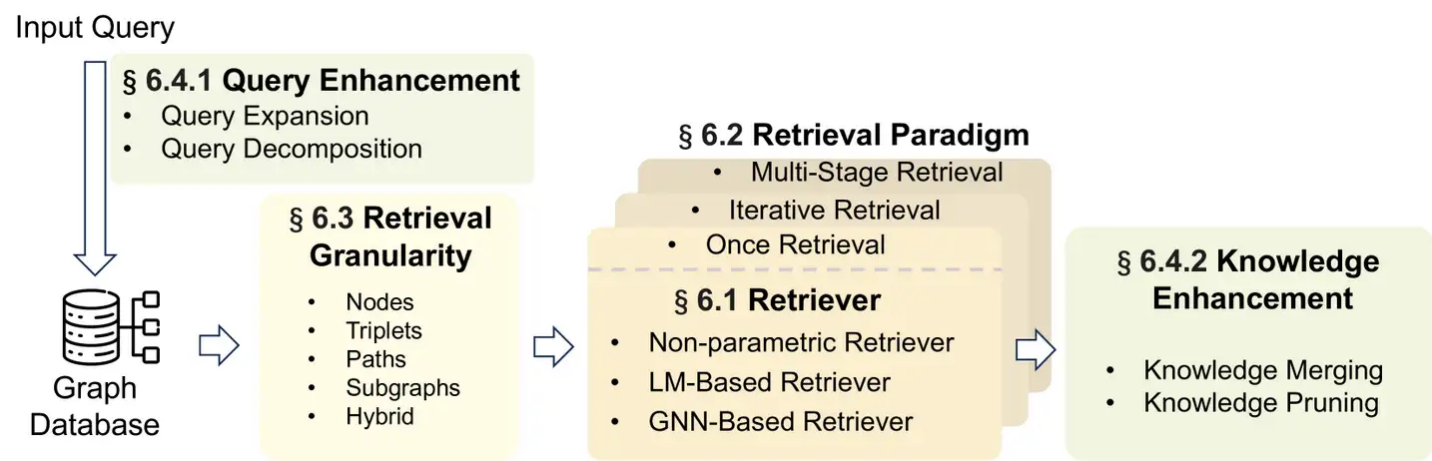 Input Query
§ 6.4.1 Query Enhancement
• Query Expansion
• Query Decomposition
Graph
Database
§ 6.3 Retrieval
Granularity
• Nodes
• Triplets
• Paths
• Subgraphs
• Hybrid
§ 6.2 Retrieval Paradigm
• Multi-Stage Retrieval
• Iterative Retrieval
• Once Retrieval
§ 6.1 Retriever
• Non-parametric Retriever
• LM-Based Retriever
• GNN-Based Retriever
§ 6.4.2 Knowledge
Enhancement
• Knowledge Merging
• Knowledge Pruning